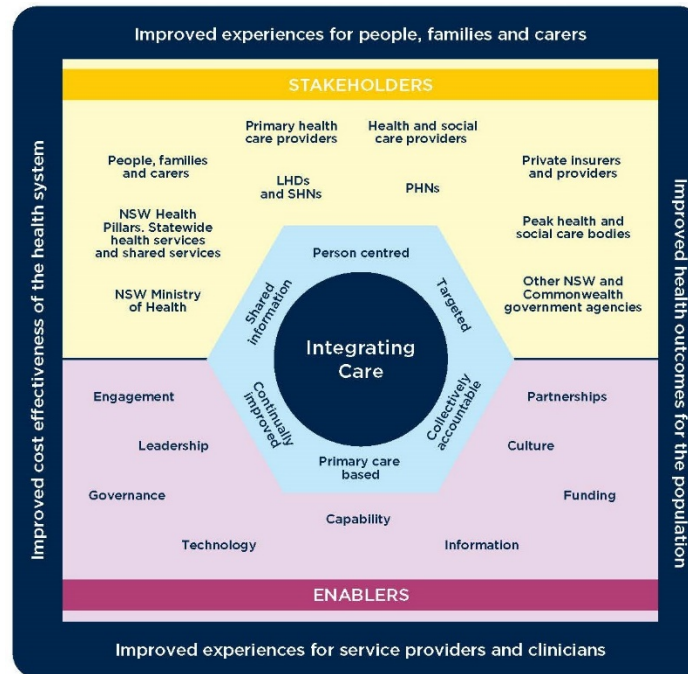 Improved experiences for people, families and carers
STAKEHOLDERS
Primary health
care providers
Health and social
care providers
People, families
and carers
LHDs
and SHNs
PHNs
Private insurers
and providers
NSW Health
Pillars. Statewide
health services
and shared services
Peak health and
social care bodies
NSW Ministry
of Health
Other NSW and
Commonwealth
government agencies
Person centred
Shared
information
Targeted
Integrating
Care
Continually
improved
Collectively
accountable
Primary care
based
Engagement
Partnerships
Leadership
Culture
Governance
Funding
Capability
Technology
Information
ENABLERS
Improved cost effectiveness of the health system
Improved health outcomes for the population
Improved experiences for service providers and clinicians